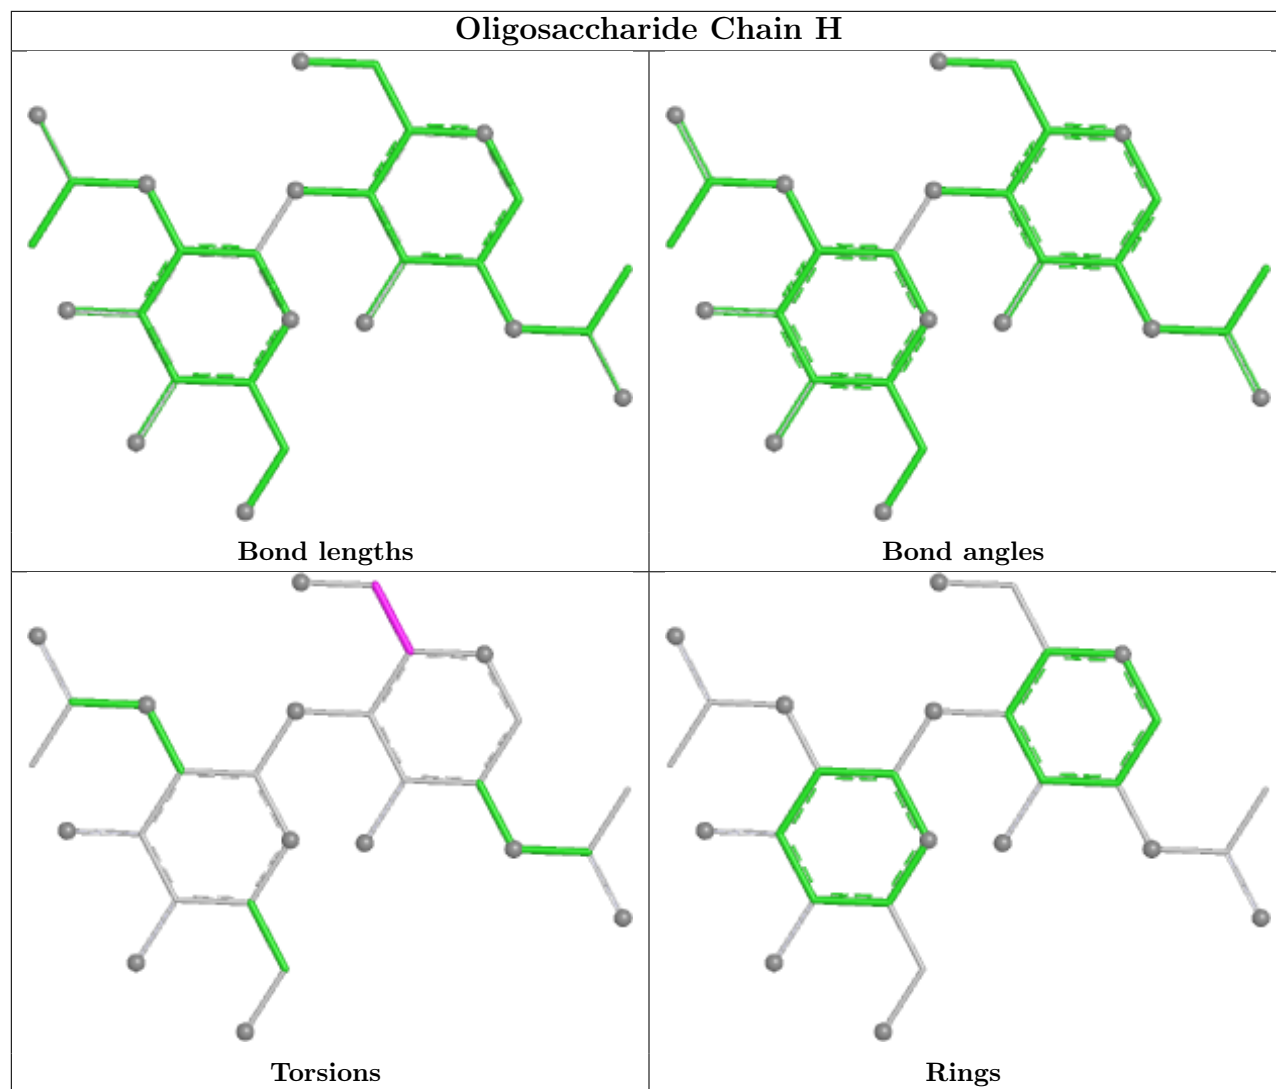 Oligosaccharide Chain H
Bond lengths
Bond angles
Torsions
Rings